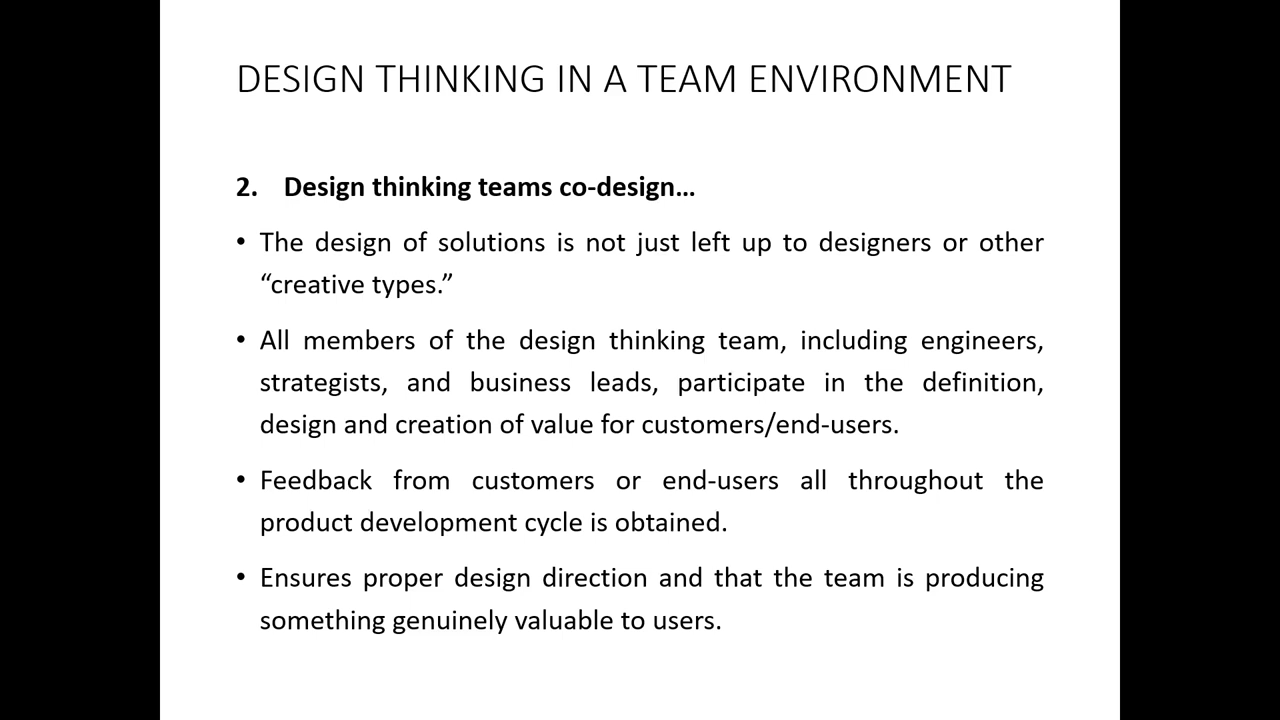 DESIGN THINKING IN A TEAM ENVIRONMENT
2. Design thinking teams co-design…
• The design of solutions is not just left up to designers or other
“creative types.”
• All members of the design thinking team, including engineers,
strategists, and business leads, participate in the definition,
design and creation of value for customers/end-users.
• Feedback from customers or end-users all throughout the
product development cycle is obtained.
• Ensures proper design direction and that the team is producing
something genuinely valuable to users.